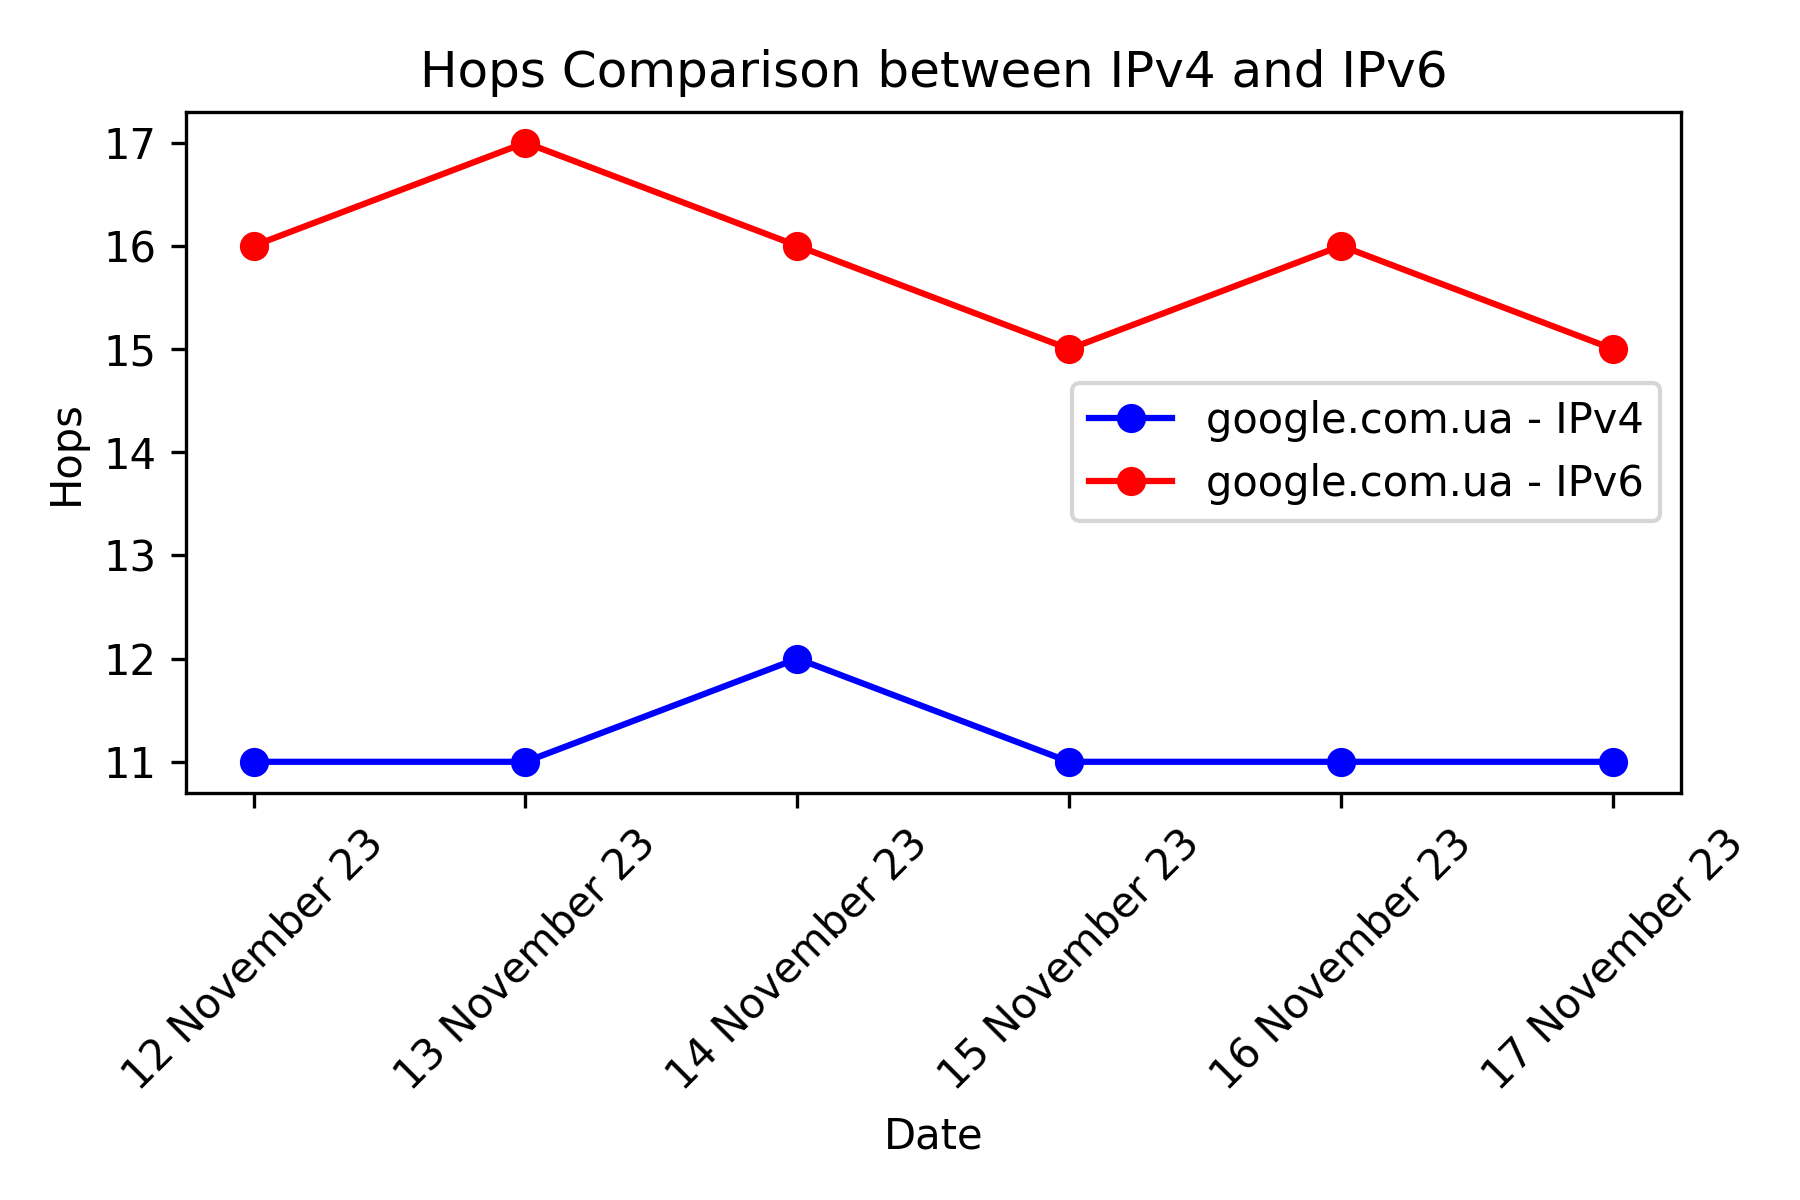 Hops Comparison between IPv4 and IPv6
Hops
17
16
15
14
13
12
11
google.com.ua - IPv4
google.com.ua - IPv6
12 November 23
13 November 23
14 November 23
15 November 23
16 November 23
17 November 23
Date